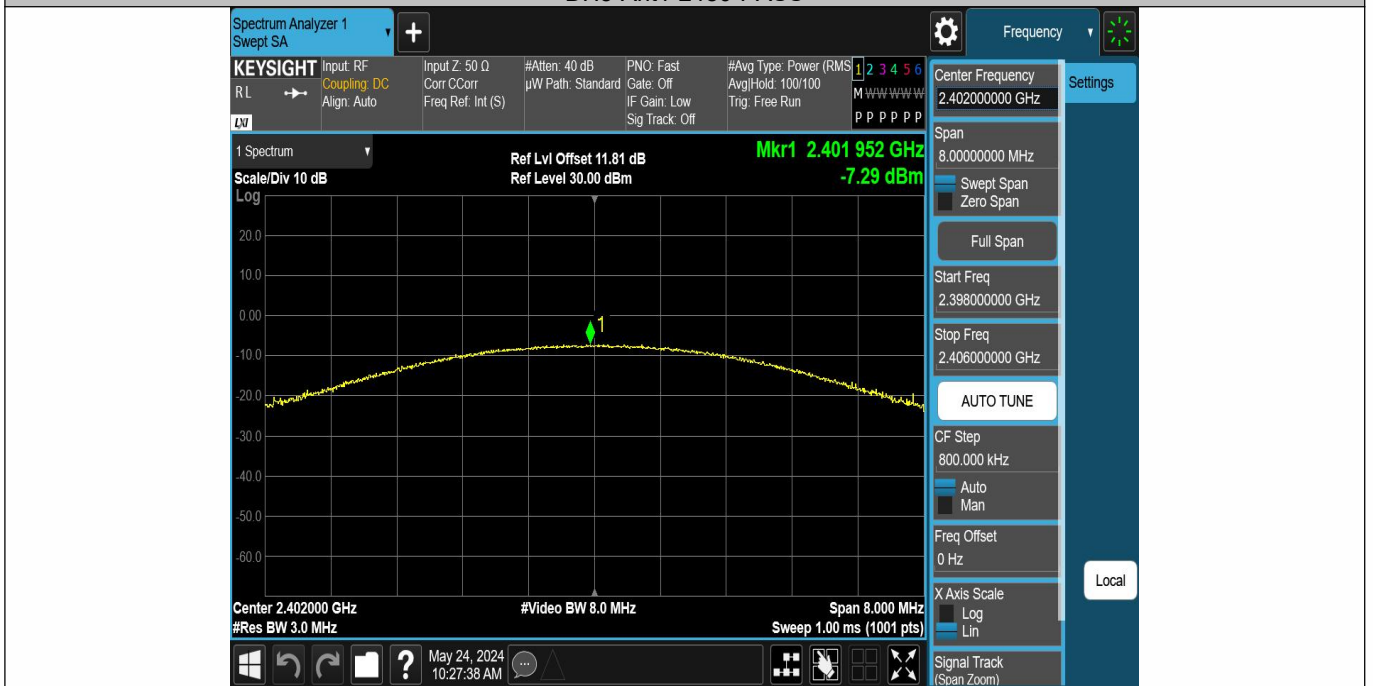 Spectrum Analyzer 1
Swept SA
+
Frequency
KEYSIGHT
RL
LXI
Input: RF
Coupling: DC
Align: Auto
Input Z: 50 Ω
Corr CCorr
Freq Ref: Int (S)
#Atten: 40 dB
µW Path: Standard
PNO: Fast
Gate: Off
IF Gain: Low
Sig Track: Off
#Avg Type: Power (RMS
Avg|Hold: 100/100
Trig: Free Run
1 2 3 4 5 6
M W W W W W
P P P P P P
1 Spectrum
Scale/Div 10 dB
Ref Lvl Offset 11.81 dB
Ref Level 30.00 dBm
Mkr1 2.401 952 GHz
-7.29 dBm
Log
20.0
10.0
0.00
-10.0
-20.0
-30.0
-40.0
-50.0
-60.0
1
Center 2.402000 GHz
#Res BW 3.0 MHz
#Video BW 8.0 MHz
Span 8.000 MHz
Sweep 1.00 ms (1001 pts)
Center Frequency
2.402000000 GHz
Settings
Span
8.00000000 MHz
Swept Span
Zero Span
Full Span
Start Freq
2.398000000 GHz
Stop Freq
2.406000000 GHz
AUTO TUNE
CF Step
800.000 kHz
Auto
Man
Freq Offset
0 Hz
X Axis Scale
Log
Lin
Local
Signal Track
(Span Zoom)
?
May 24, 2024
10:27:38 AM